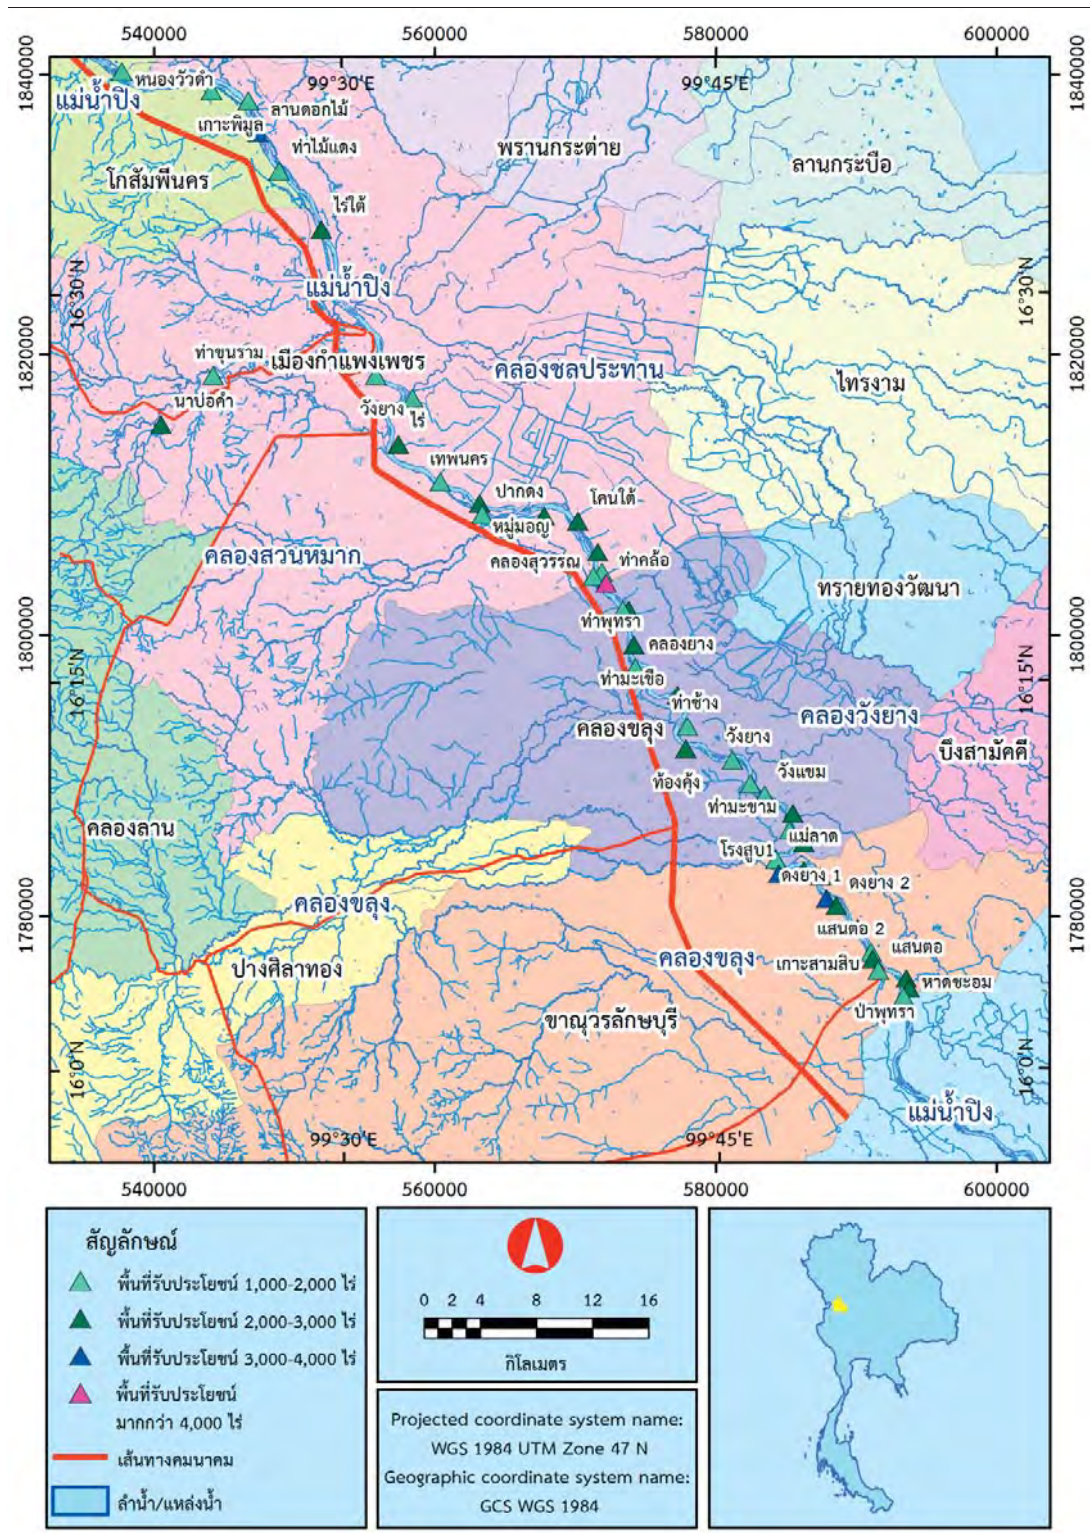 540000 560000 580000 600000
1840000
99°30'E 99°45'E
1840000
หนองวัวดำ
แม่น้ำปิง
ลานดอกไม้
เกาะพิมูล
ท่าไม้แดง
พรานกระต่าย
ลานกระบือ
โกสัมพีนคร
ไร่ใต้
16°30'N
แม่น้ำปิง
16°30'N
1820000
ท่าขุนราม
เมืองกำแพงเพชร
คลองชลประทาน
ไทรงาม
1820000
นาบ่อคำ
วังยาง
ไร่
เทพนคร
ปากดง
โคนใต้
หมู่มอญ
คลองสวนหมาก
คลองสุวรรณ
ท่าคล้อ
ทรายทองวัฒนา
1800000
ท่าพุทรา
คลองยาง
1800000
16°15'N
ท่ามะเขือ
16°15'N
ท่าช้าง
คลองวังยาง
คลองขลุง
วังยาง
บึงสามัคคี
วังแขม
ท้องคุ้ง
ท่ามะขาม
คลองลาน
แม่ลาด
โรงสูบ1
ดงยาง 1
ดงยาง 2
คลองขลุง
1780000
แสนตอ 2
แสนตอ
1780000
ปางศิลาทอง
คลองขลุง
เกาะสามสิบ
หาดชะอม
ป่าพุทรา
ขาณุวรลักษบุรี
16°0'N
16°0'N
แม่น้ำปิง
99°30'E 99°45'E
540000 560000 580000 600000
สัญลักษณ์
พื้นที่รับประโยชน์ 1,000-2,000 ไร่
พื้นที่รับประโยชน์ 2,000-3,000 ไร่
พื้นที่รับประโยชน์ 3,000-4,000 ไร่
พื้นที่รับประโยชน์
มากกว่า 4,000 ไร่
เส้นทางคมนาคม
ลำน้ำ/แหล่งน้ำ
0 2 4 8 12 16
กิโลเมตร
Projected coordinate system name:
WGS 1984 UTM Zone 47 N
Geographic coordinate system name:
GCS WGS 1984